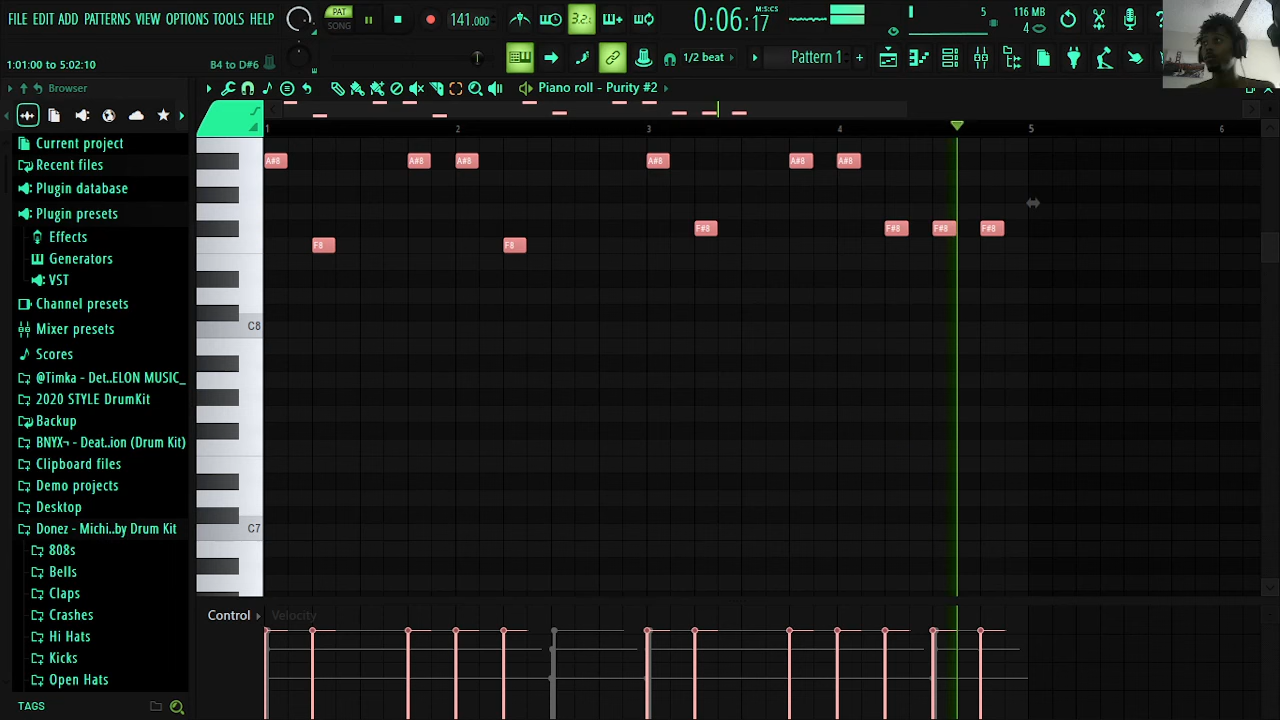 FILE EDIT ADD PATTERNS VIEW OPTIONS TOOLS HELP
PAT
SONG
141.000
3.2
0:06:17
M:S:CS
5
116 MB
4
1:01:00 to 5:02:10
B4 to D#6
1/2 beat
Pattern 1
Browser
Piano roll - Purity #2
Current project
Recent files
Plugin database
Plugin presets
Effects
Generators
VST
Channel presets
Mixer presets
Scores
@Timka - Det..ELON MUSIC_
2020 STYLE DrumKit
Backup
BNYX¬ - Deat..ion (Drum Kit)
Clipboard files
Demo projects
Desktop
Donez - Michi..by Drum Kit
808s
Bells
Claps
Crashes
Hi Hats
Kicks
Open Hats
TAGS
1 2 3 4 5 6
A#8 A#8 A#8 A#8 A#8 A#8
F#8 F#8 F#8 F#8
F8 F8
C8
C7
Control
Velocity